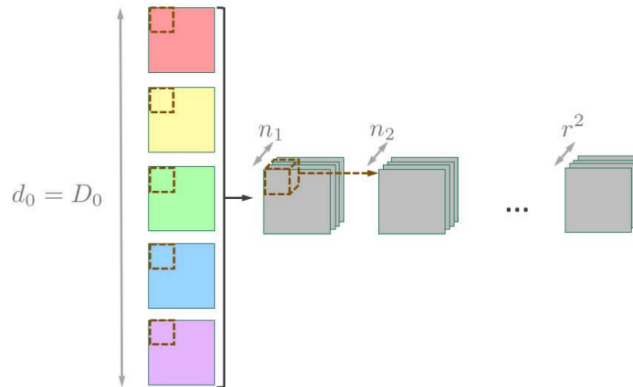 n₁
n₂
r²
d₀ = D₀
...